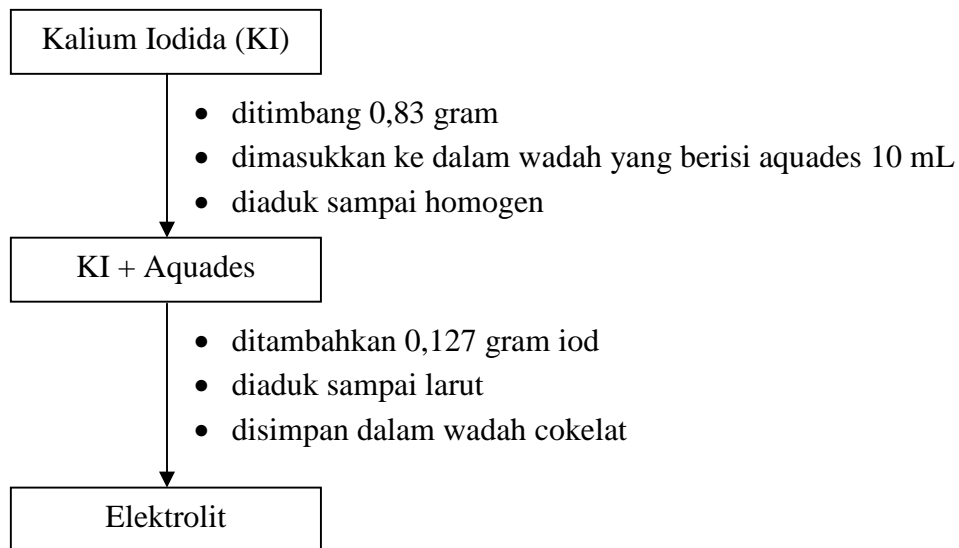 Kalium Iodida (KI)
• ditimbang 0,83 gram
• dimasukkan ke dalam wadah yang berisi aquades 10 mL
• diaduk sampai homogen
KI + Aquades
• ditambahkan 0,127 gram iod
• diaduk sampai larut
• disimpan dalam wadah cokelat
Elektrolit